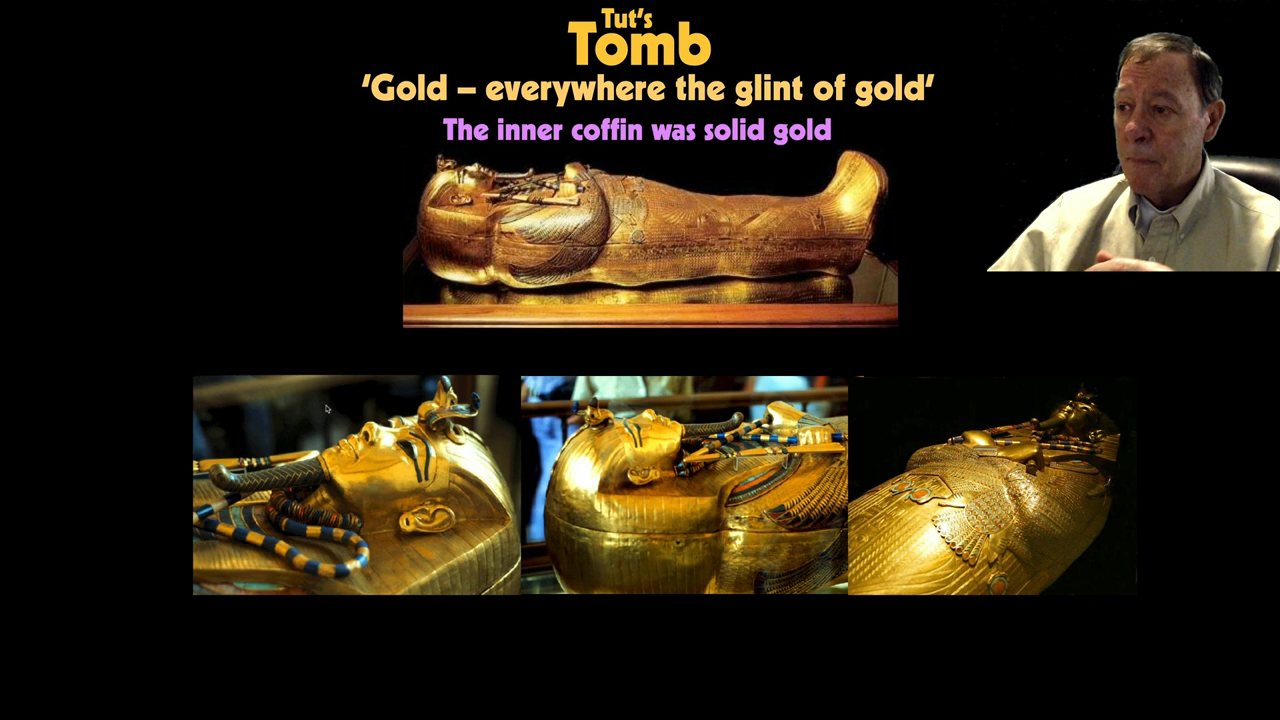 Tut's
Tomb
'Gold – everywhere the glint of gold'
The inner coffin was solid gold